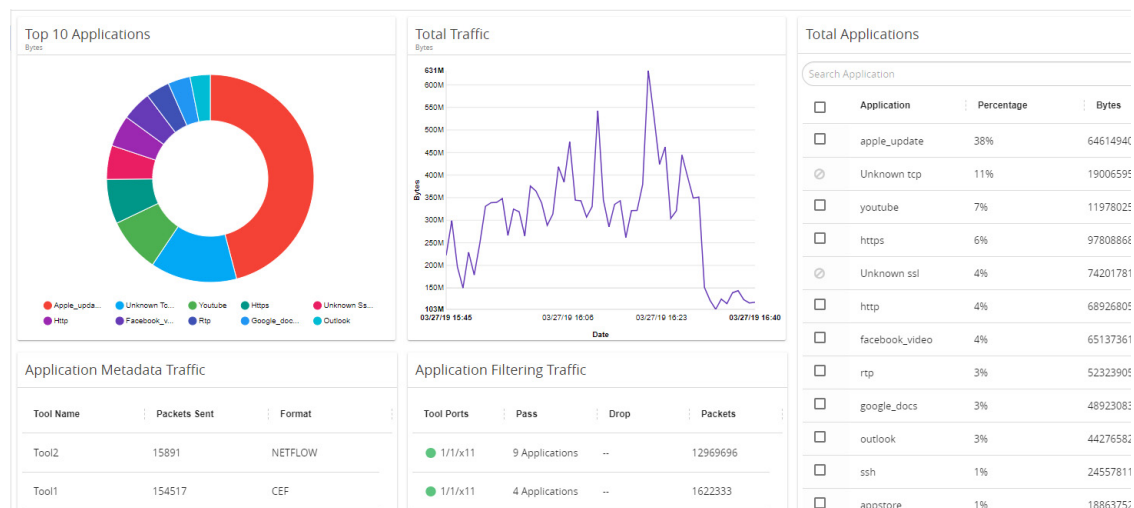 Top 10 Applications
Bytes
Apple_upda... Unknown Tc... Youtube Https Unknown Ss...
Http Facebook_v... Rtp Google_doc... Outlook
Total Traffic
Bytes
631M
600M
550M
500M
450M
400M
350M
300M
250M
200M
150M
103M
Bytes
03/27/19 15:45 03/27/19 16:06 03/27/19 16:23 03/27/19 16:40
Date
Total Applications
Search Application
Application Percentage Bytes
apple_update 38% 64614940
Unknown tcp 11% 19006595
youtube 7% 11978025
https 6% 97808868
Unknown ssl 4% 74201781
http 4% 68926805
facebook_video 4% 65137361
rtp 3% 52323905
google_docs 3% 48923083
outlook 3% 44276582
ssh 1% 24557811
appstore 1% 18863752
Application Metadata Traffic
Tool Name Packets Sent Format
Tool2 15891 NETFLOW
Tool1 154517 CEF
Application Filtering Traffic
Tool Ports Pass Drop Packets
1/1/x11 9 Applications -- 12969696
1/1/x11 4 Applications -- 1622333